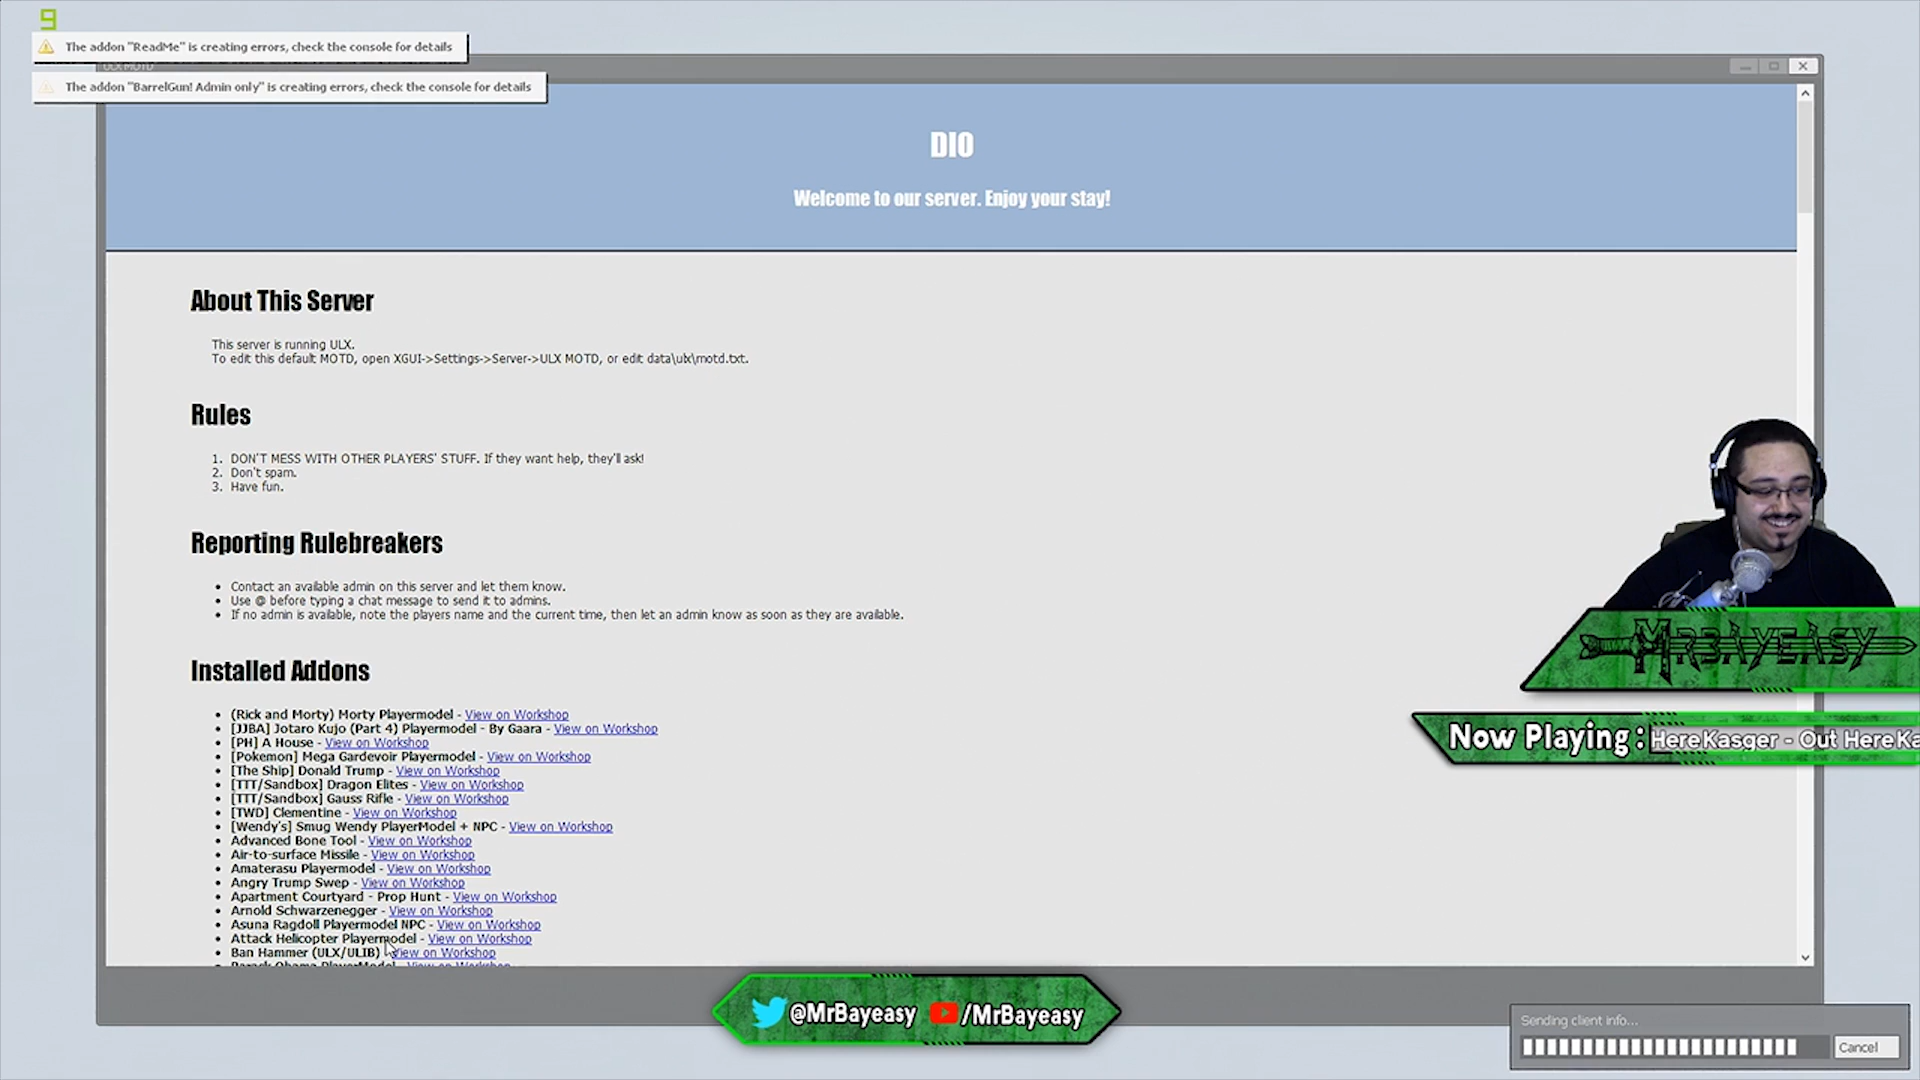 9
The addon "ReadMe" is creating errors, check the console for details
ULX MOTD
The addon "BarrelGun! Admin only" is creating errors, check the console for details
DIO
Welcome to our server. Enjoy your stay!
About This Server
This server is running ULX.
To edit this default MOTD, open XGUI->Settings->Server->ULX MOTD, or edit data\ulx\motd.txt.
Rules
1. DON'T MESS WITH OTHER PLAYERS' STUFF. If they want help, they'll ask!
2. Don't spam.
3. Have fun.
Reporting Rulebreakers
• Contact an available admin on this server and let them know.
• Use @ before typing a chat message to send it to admins.
• If no admin is available, note the players name and the current time, then let an admin know as soon as they are available.
Installed Addons
• (Rick and Morty) Morty Playermodel - View on Workshop
• [JJBA] Jotaro Kujo (Part 4) Playermodel - By Gaara - View on Workshop
• [PH] A House - View on Workshop
• [Pokemon] Mega Gardevoir Playermodel - View on Workshop
• [The Ship] Donald Trump - View on Workshop
• [TTT/Sandbox] Dragon Elites - View on Workshop
• [TTT/Sandbox] Gauss Rifle - View on Workshop
• [TWD] Clementine - View on Workshop
• [Wendy's] Smug Wendy PlayerModel + NPC - View on Workshop
• Advanced Bone Tool - View on Workshop
• Air-to-surface Missile - View on Workshop
• Amaterasu Playermodel - View on Workshop
• Angry Trump Swep - View on Workshop
• Apartment Courtyard - Prop Hunt - View on Workshop
• Arnold Schwarzenegger - View on Workshop
• Asuna Ragdoll Playermodel NPC - View on Workshop
• Attack Helicopter Playermodel - View on Workshop
• Ban Hammer (ULX/ULIB) - View on Workshop
Barack Obama PlayerModel - View on Workshop
MRBAYEASY
Now Playing : HereKasger - Out HereKa
@MrBayeasy /MrBayeasy
Sending client info...
Cancel